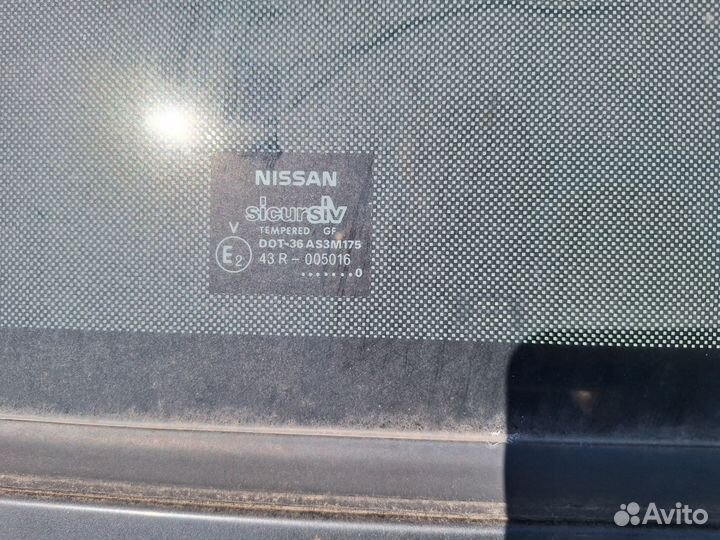 NISSAN
sicursiv
TEMPERED GF
DOT-36 AS3M175
V
E2
43 R - 005016
.......0
Avito